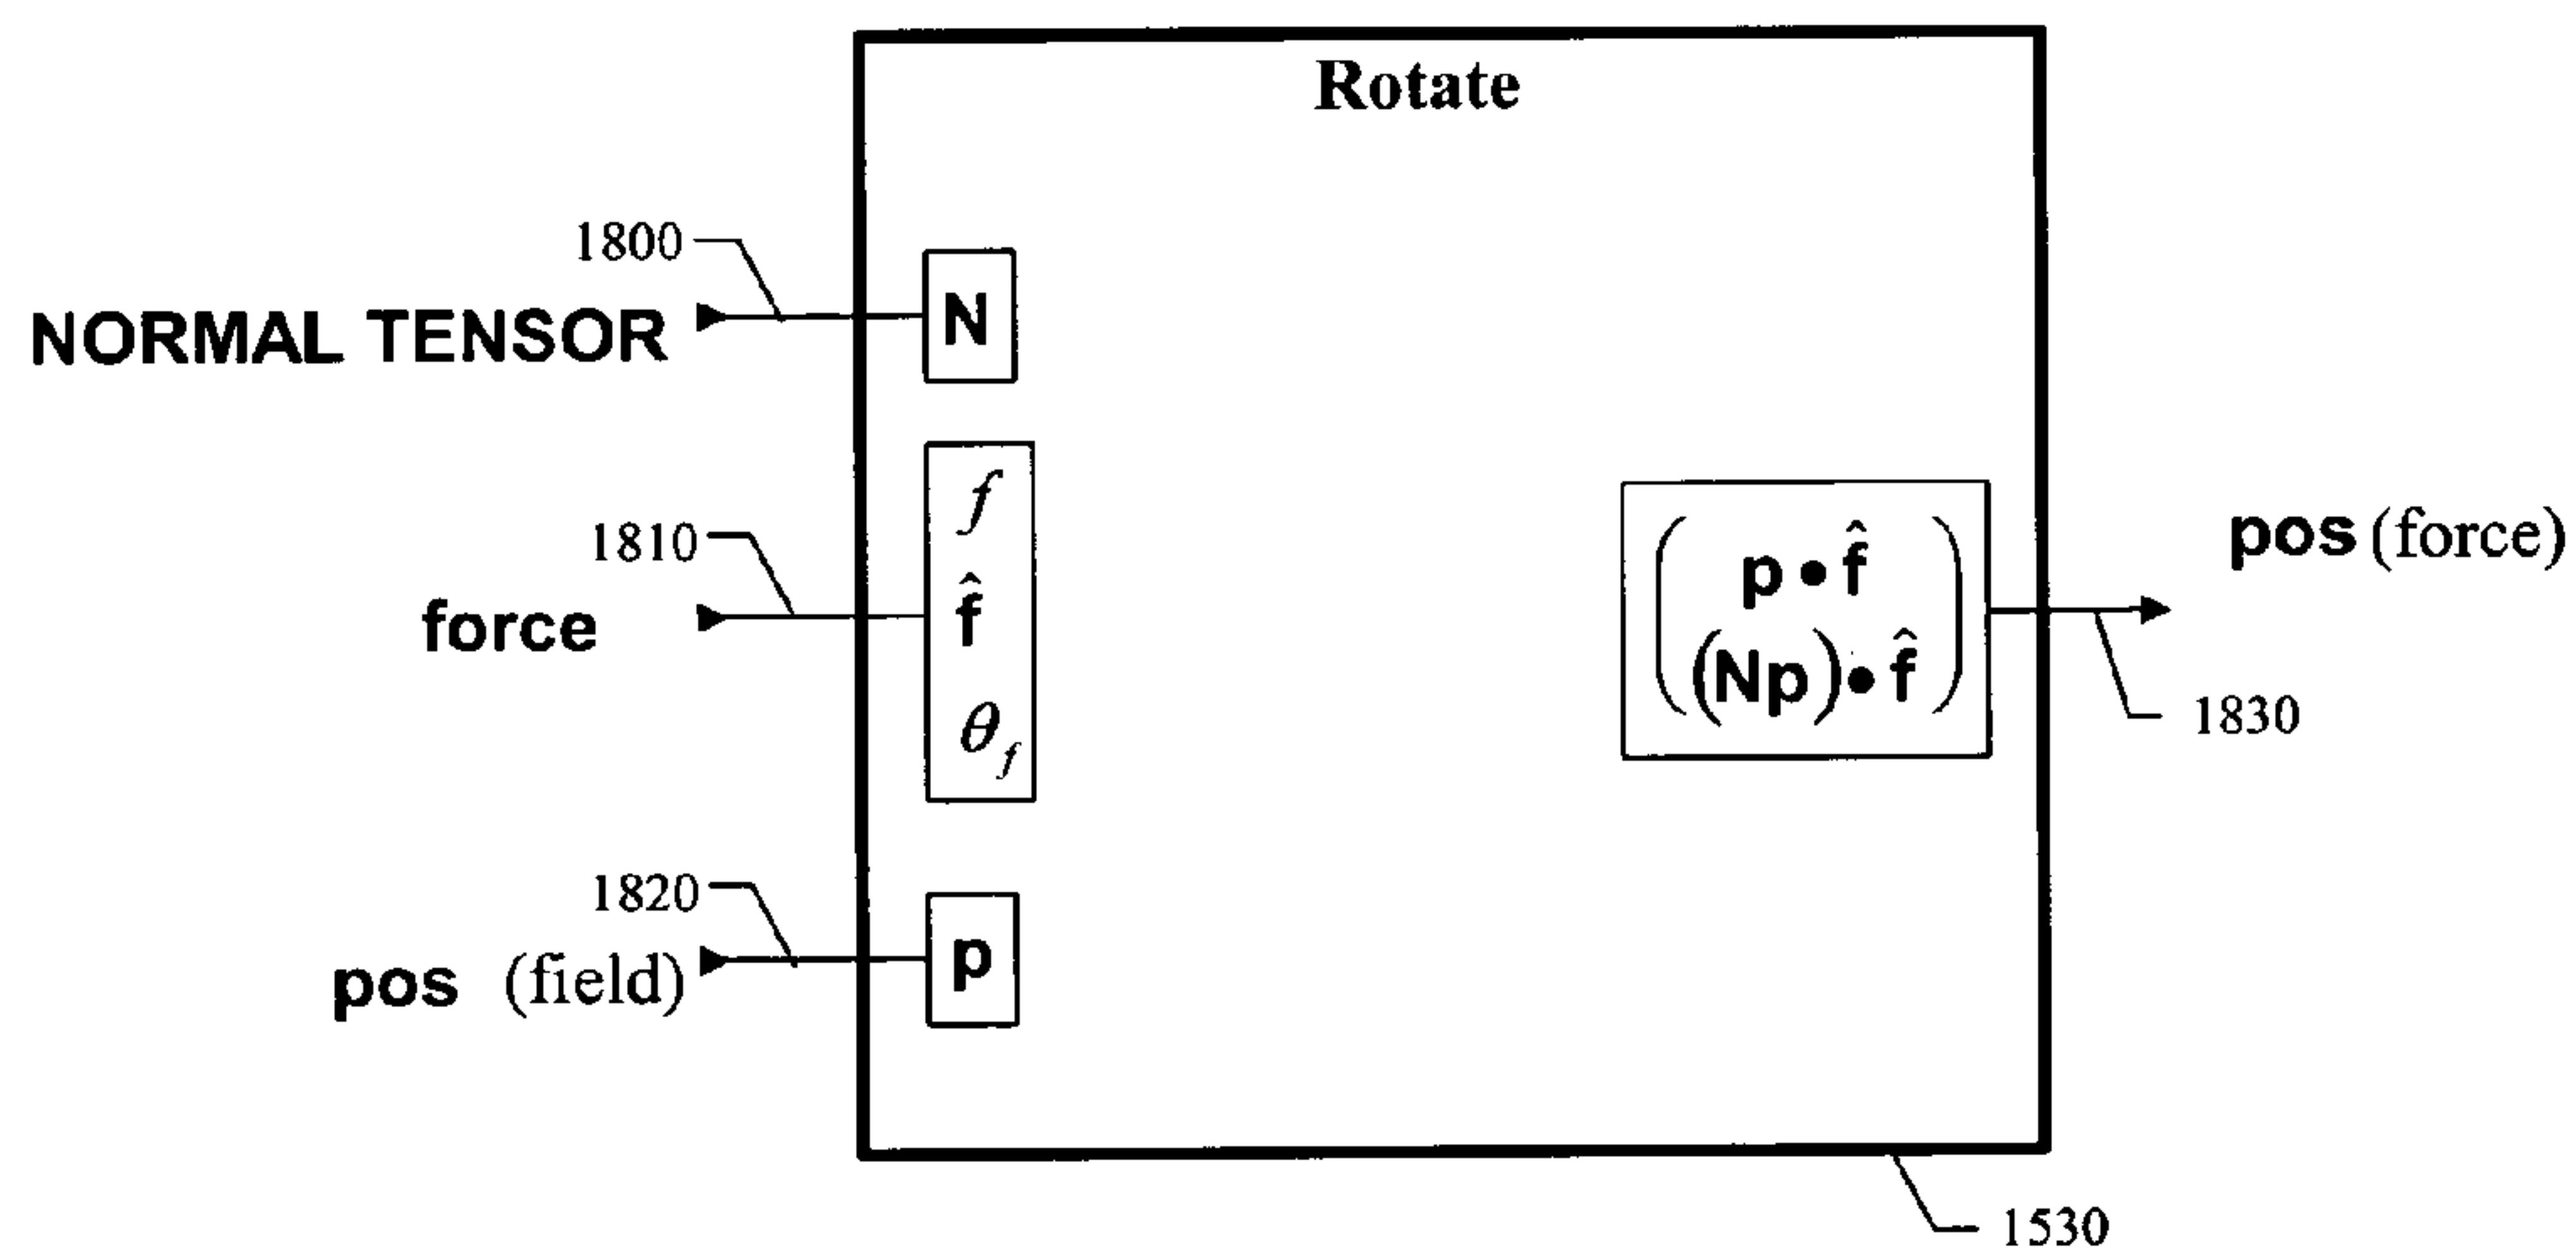 Rotate
1800
NORMAL TENSOR
N
1810
force
f
f̂
θ_f
p • f̂
(Np) • f̂
pos (force)
1830
1820
pos (field)
p
1530